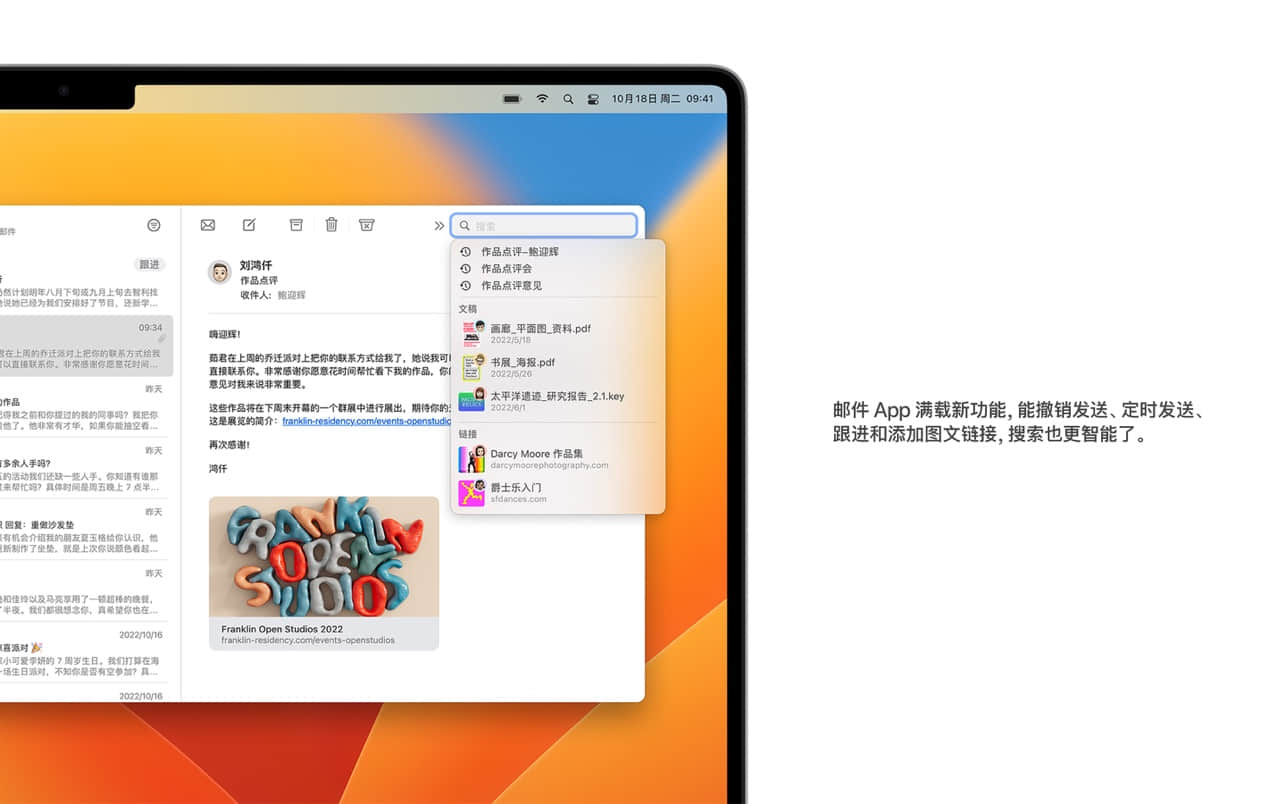 10月18日 周二 09:41
邮件
跟进
然计划明年八月下旬或九月上旬去智利找
她说她已经为我们安排好了节目，还新学...
09:34
君在上周的乔迁派对上把你的联系方式给我
可以直接联系你。非常感谢你愿意花时间...
昨天
的作品
记得我之前和你提过的我的同事吗？我把你
给他了。他非常有才华，如果你能抽空看...
昨天
有多余人手吗？
五的活动我们还缺一些人手。你知道有谁那
过来帮忙吗？具体时间是周五晚上 7 点半...
昨天
回复：重做沙发垫
有机会介绍我的朋友夏玉格给你认识，他
重新制作了坐垫，就是上次你说颜色看起...
昨天
和佳玲以及马亮享用了一顿超棒的晚餐，
了半夜。我们都很想念你，真希望你也在...
2022/10/16
惊喜派对
小可爱李妍的 7 周岁生日。我们打算在海
一场生日派对，不知你是否有空参加？具...
2022/10/16
刘鸿仟
作品点评
收件人：鲍迎辉
嗨迎辉！
茹君在上周的乔迁派对上把你的联系方式给我了，她说我可
直接联系你。非常感谢你愿意花时间帮忙看下我的作品，你
意见对我来说非常重要。
这些作品将在下周末开幕的一个群展中进行展出，期待你的
这是展览的简介：franklin-residency.com/events-openstudio
再次感谢！
鸿仟
FRANKLIN
OPEN
STUDIOS
Franklin Open Studios 2022
franklin-residency.com/events-openstudios
搜索
作品点评–鲍迎辉
作品点评会
作品点评意见
文稿
画廊_平面图_资料.pdf
2022/5/18
书展_海报.pdf
2022/5/26
太平洋遗迹_研究报告_2.1.key
2022/6/1
链接
Darcy Moore 作品集
darcymoorephotography.com
爵士乐入门
sfdances.com
邮件 App 满载新功能，能撤销发送、定时发送、
跟进和添加图文链接，搜索也更智能了。